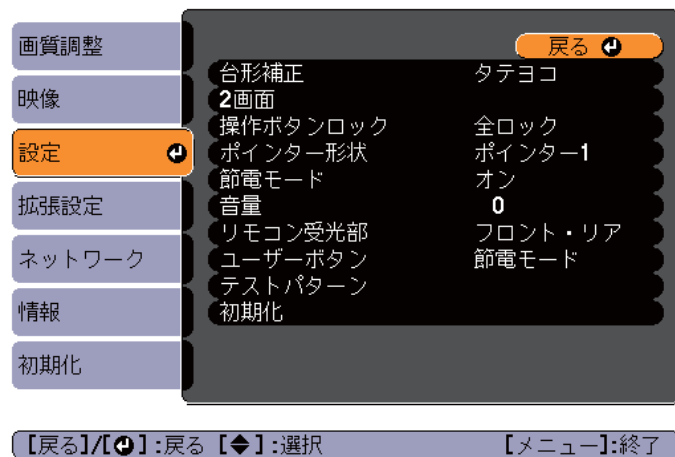 画質調整
映像
設定
拡張設定
ネットワーク
情報
初期化
戻る
台形補正 タテヨコ
2画面
操作ボタンロック 全ロック
ポインター形状 ポインター1
節電モード オン
音量 0
リモコン受光部 フロント・リア
ユーザーボタン 節電モード
テストパターン
初期化
【戻る】/【⏎】:戻る 【◆】:選択 【メニュー】:終了